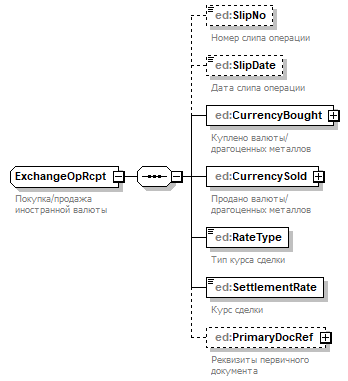 ed:SlipNo
Номер слипа операции
ed:SlipDate
Дата слипа операции
ed:CurrencyBought
Куплено валюты/
драгоценных металлов
ExchangeOpRcpt
Покупка/продажа
иностранной валюты
ed:CurrencySold
Продано валюты/
драгоценных металлов
ed:RateType
Тип курса сделки
ed:SettlementRate
Курс сделки
ed:PrimaryDocRef
Реквизиты первичного
документа